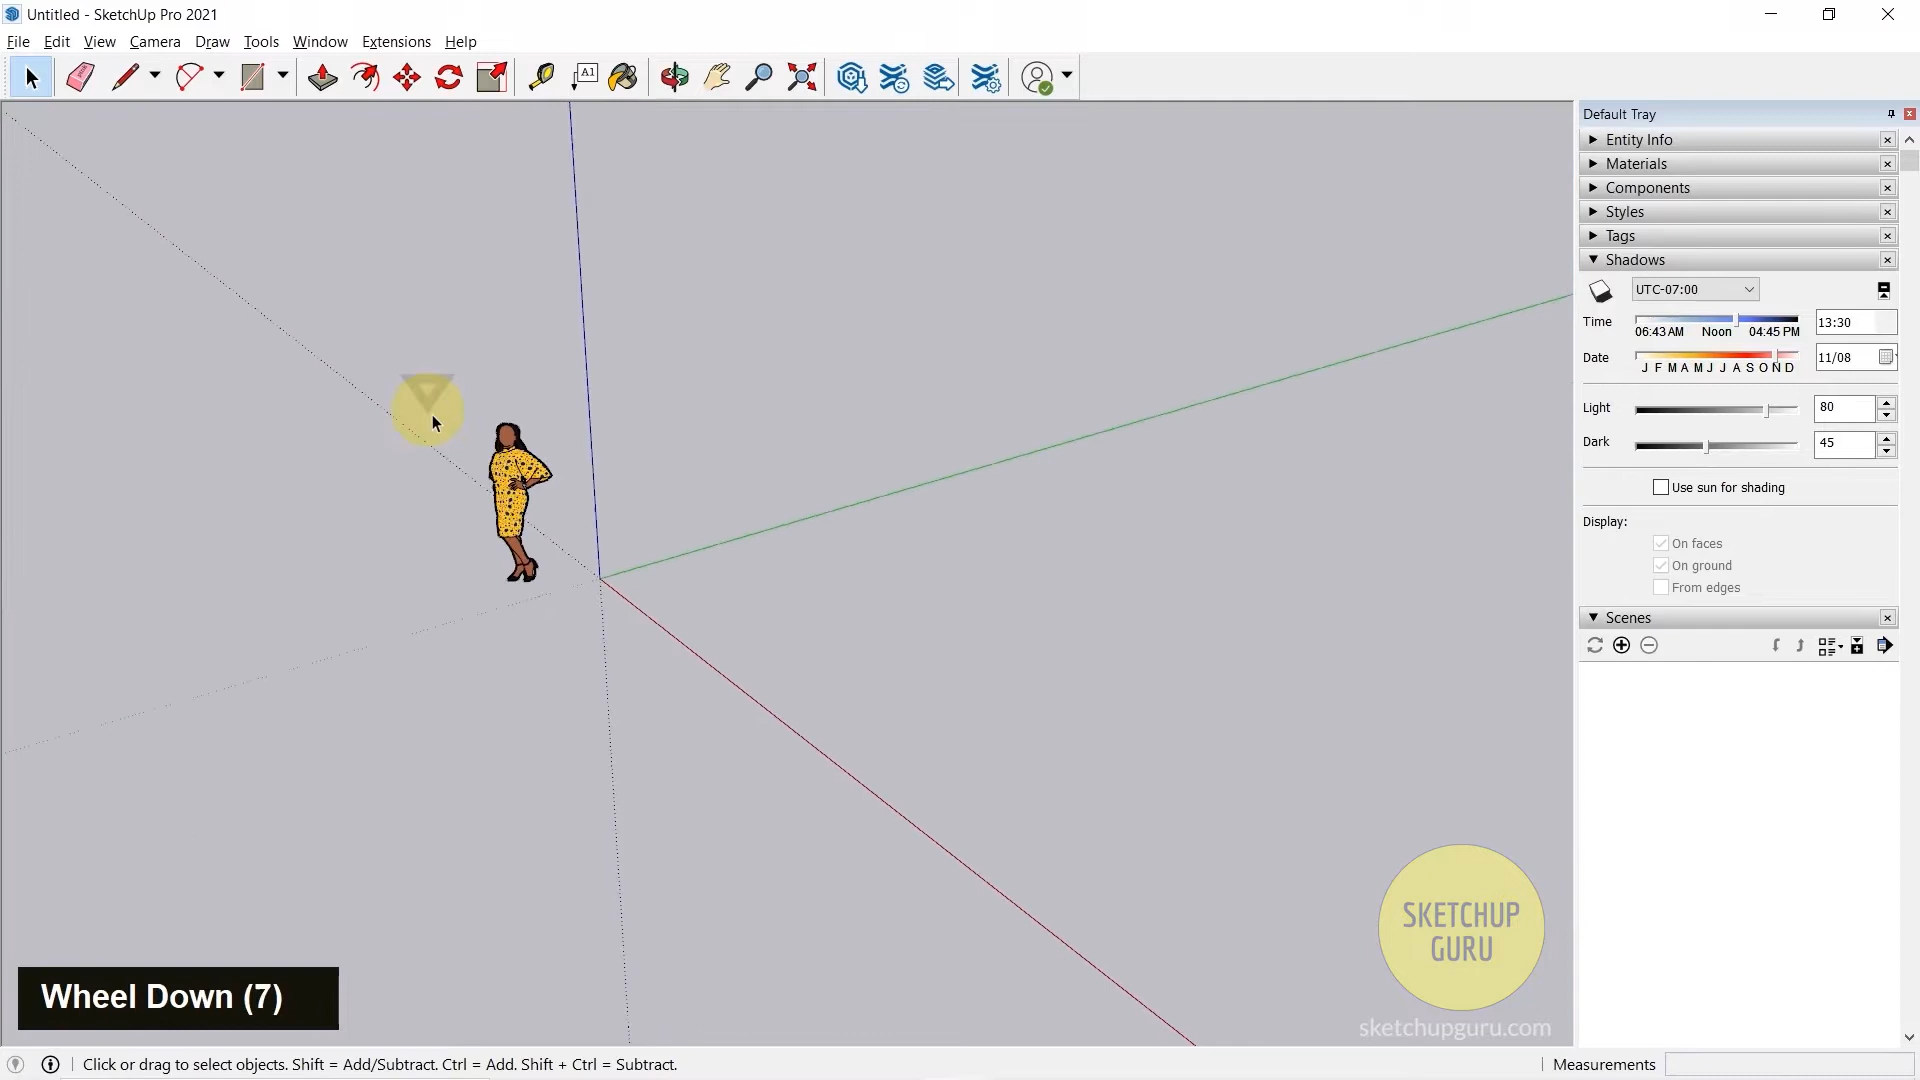 Untitled - SketchUp Pro 2021
File Edit View Camera Draw Tools Window Extensions Help
A1
Default Tray
Entity Info
Materials
Components
Styles
Tags
Shadows
UTC-07:00
Time
06:43 AM Noon 04:45 PM
13:30
Date
J F M A M J J A S O N D
11/08
Light
80
Dark
45
Use sun for shading
Display:
On faces
On ground
From edges
Scenes
SKETCHUP
GURU
sketchupguru.com
Wheel Down (7)
Click or drag to select objects. Shift = Add/Subtract. Ctrl = Add. Shift + Ctrl = Subtract.
Measurements